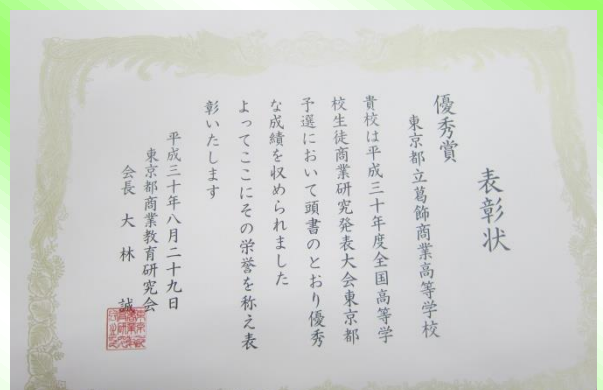 表彰状
優秀賞
東京都立葛飾商業高等学校
貴校は平成三十年度全国高等学
校生徒商業研究発表大会東京都
予選において頭書のとおり優秀
な成績を収められました
よってここにその栄誉を称え表
彰いたします
平成三十年八月二十九日
東京都商業教育研究会
会長 大林 誠